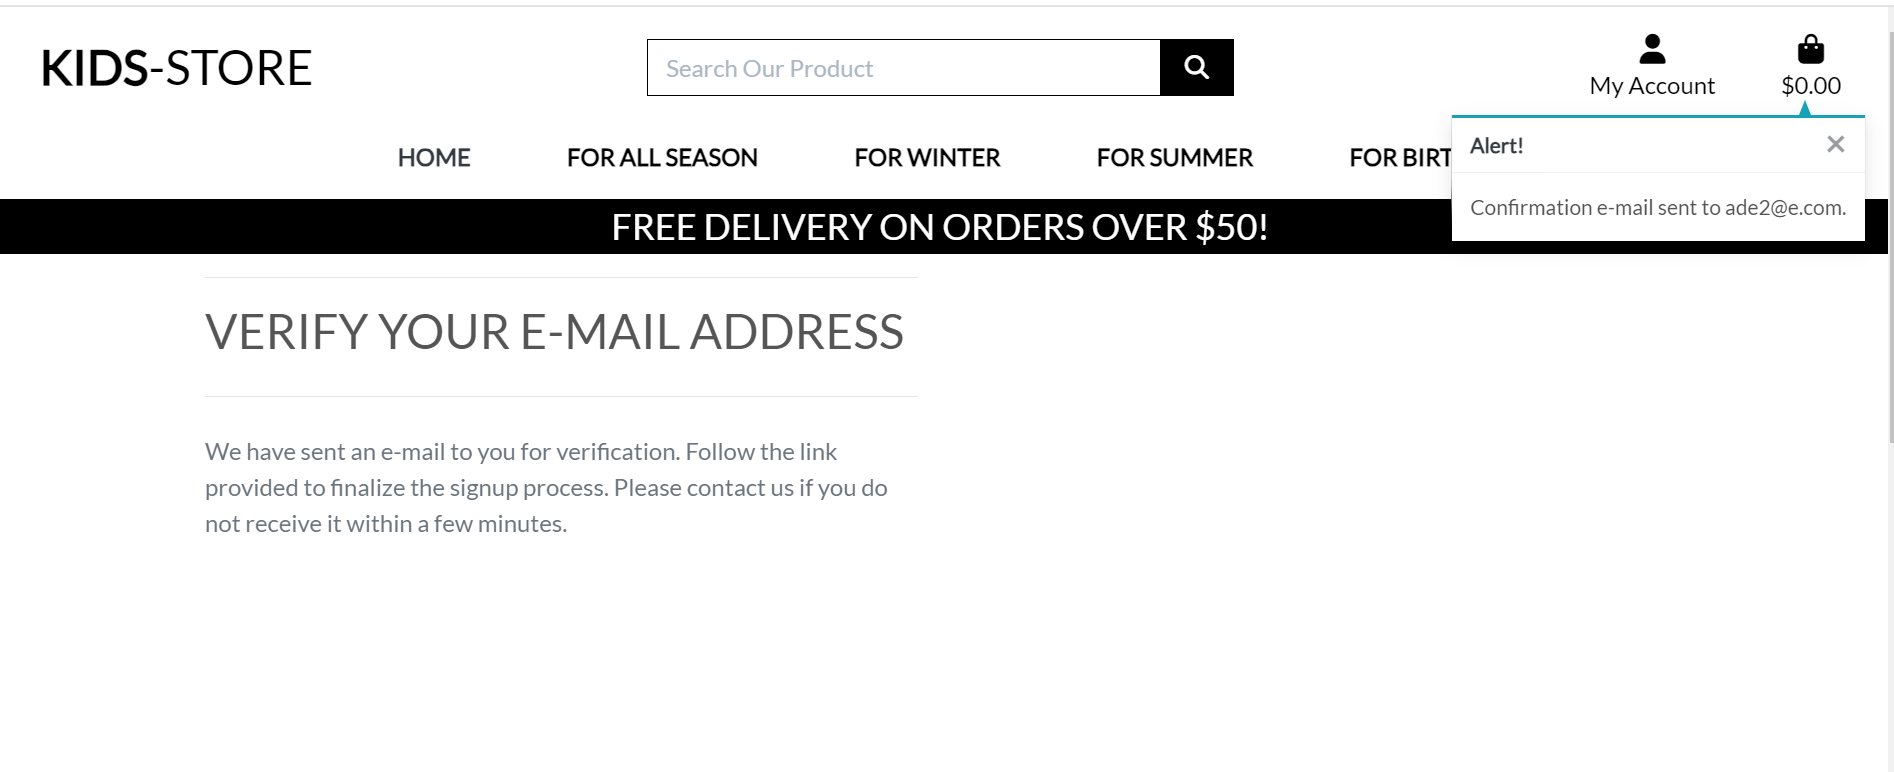 KIDS-STORE
Search Our Product
My Account
$0.00
HOME
FOR ALL SEASON
FOR WINTER
FOR SUMMER
FOR BIRT
Alert!
Confirmation e-mail sent to ade2@e.com.
FREE DELIVERY ON ORDERS OVER $50!
VERIFY YOUR E-MAIL ADDRESS
We have sent an e-mail to you for verification. Follow the link
provided to finalize the signup process. Please contact us if you do
not receive it within a few minutes.